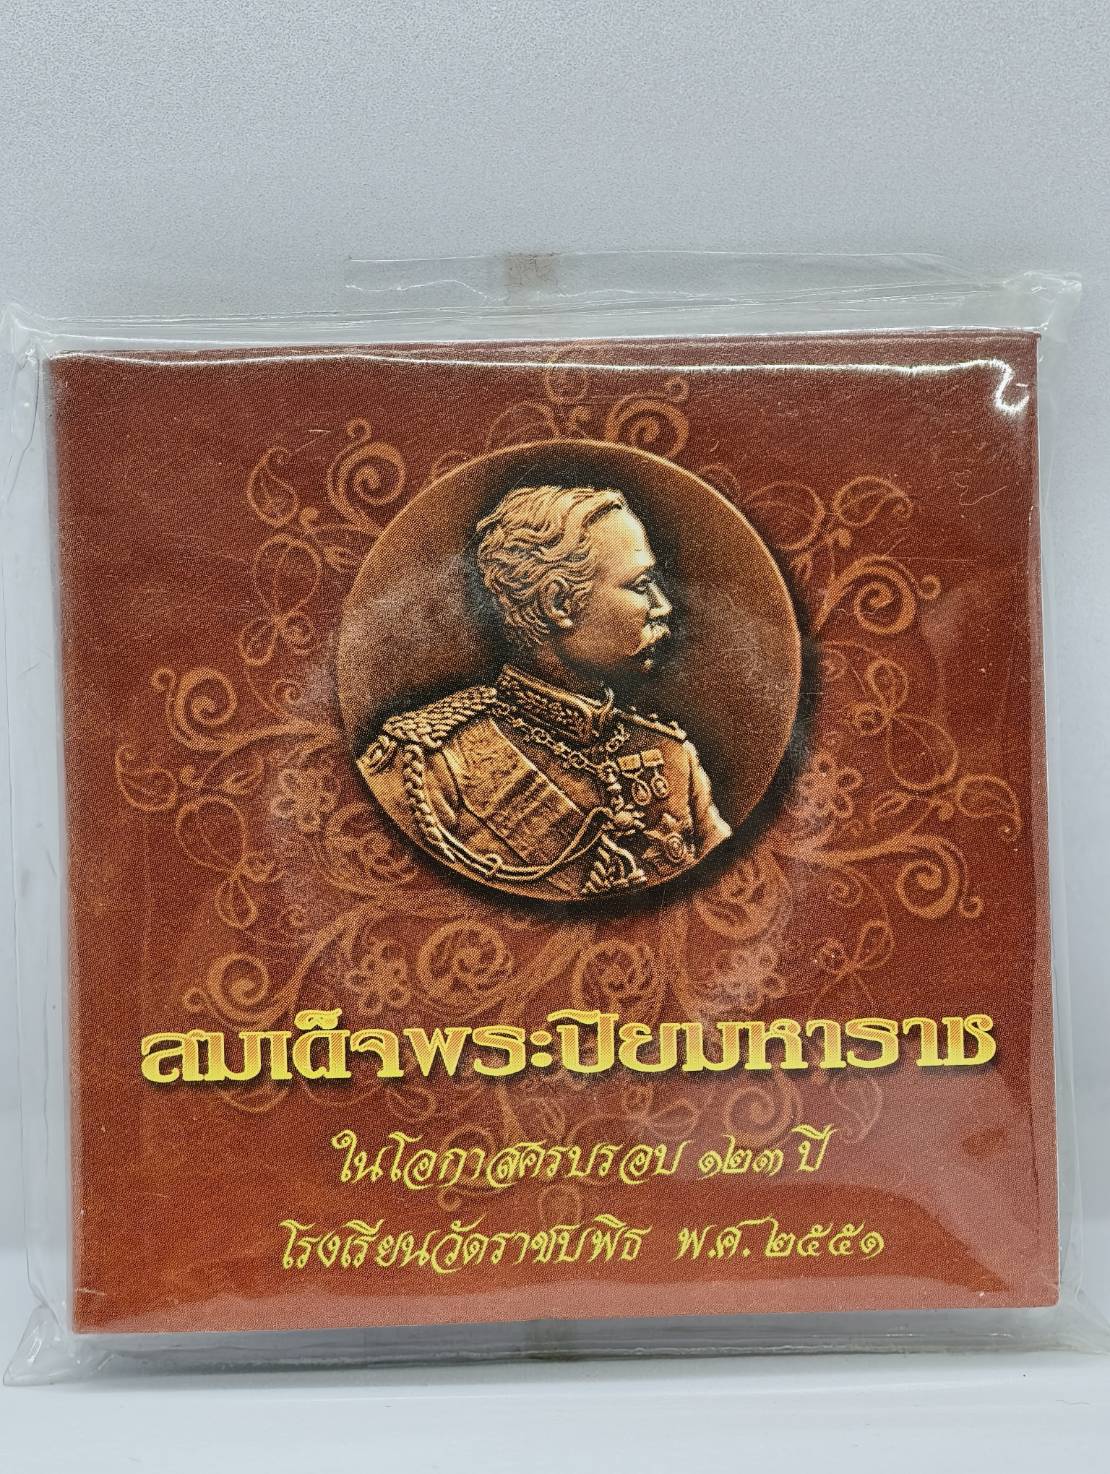 สมเด็จพระปิยมหาราช
ในโอกาสครบรอบ ๑๒๓ ปี
โรงเรียนวัดราชบพิธ พ.ศ. ๒๕๕๑